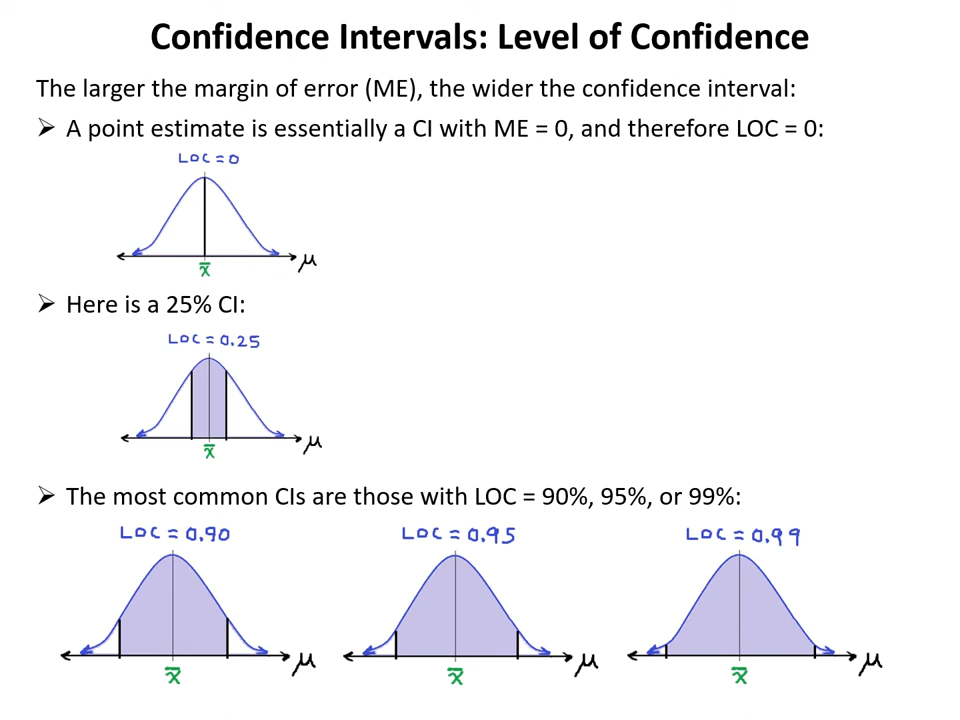 Confidence Intervals: Level of Confidence
The larger the margin of error (ME), the wider the confidence interval:
➢ A point estimate is essentially a CI with ME = 0, and therefore LOC = 0:
LOC = 0
μ
x̅
➢ Here is a 25% CI:
LOC = 0.25
μ
x̅
➢ The most common CIs are those with LOC = 90%, 95%, or 99%:
LOC = 0.90 LOC = 0.95 LOC = 0.99
μ μ μ
x̅ x̅ x̅